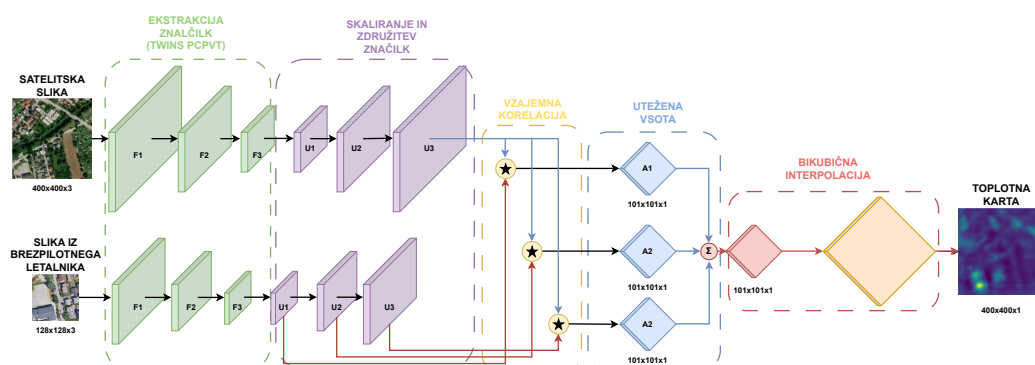 EKSTRAKCIJA
ZNALČILK
(TWINS PCPVT)
SKALIRANJE IN
ZDRUŽITEV
ZNAČILK
SATELITSKA
SLIKA
400x400x3
F1
F2
F3
U1
U2
U3
VZAJEMNA
KORELACIJA
UTEŽENA
VSOTA
A1
101x101x1
A2
101x101x1
A2
101x101x1
Σ
BIKUBIČNA
INTERPOLACIJA
101x101x1
TOPLOTNA
KARTA
400x400x1
SLIKA IZ
BREZPILOTNEGA
LETALNIKA
128x128x3
F1
F2
F3
U1
U2
U3